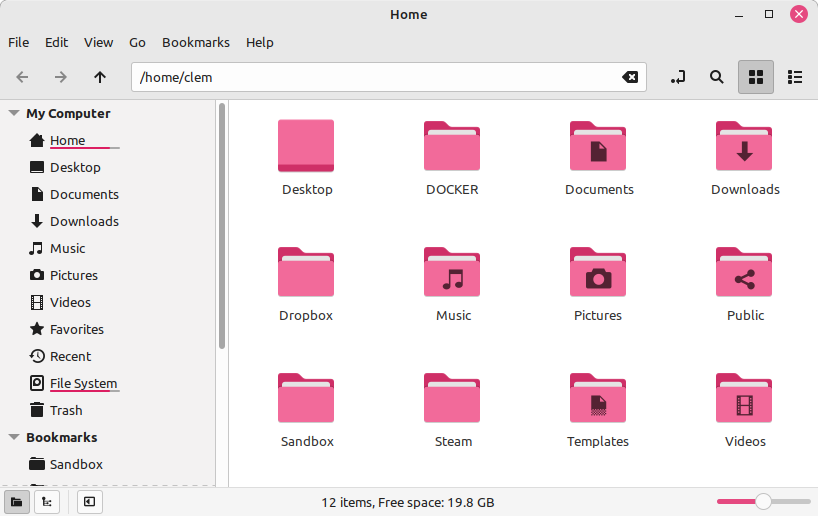 Home
File Edit View Go Bookmarks Help
/home/clem
My Computer
Home
Desktop
Documents
Downloads
Music
Pictures
Videos
Favorites
Recent
File System
Trash
Bookmarks
Sandbox
Desktop DOCKER Documents Downloads
Dropbox Music Pictures Public
Sandbox Steam Templates Videos
12 items, Free space: 19.8 GB